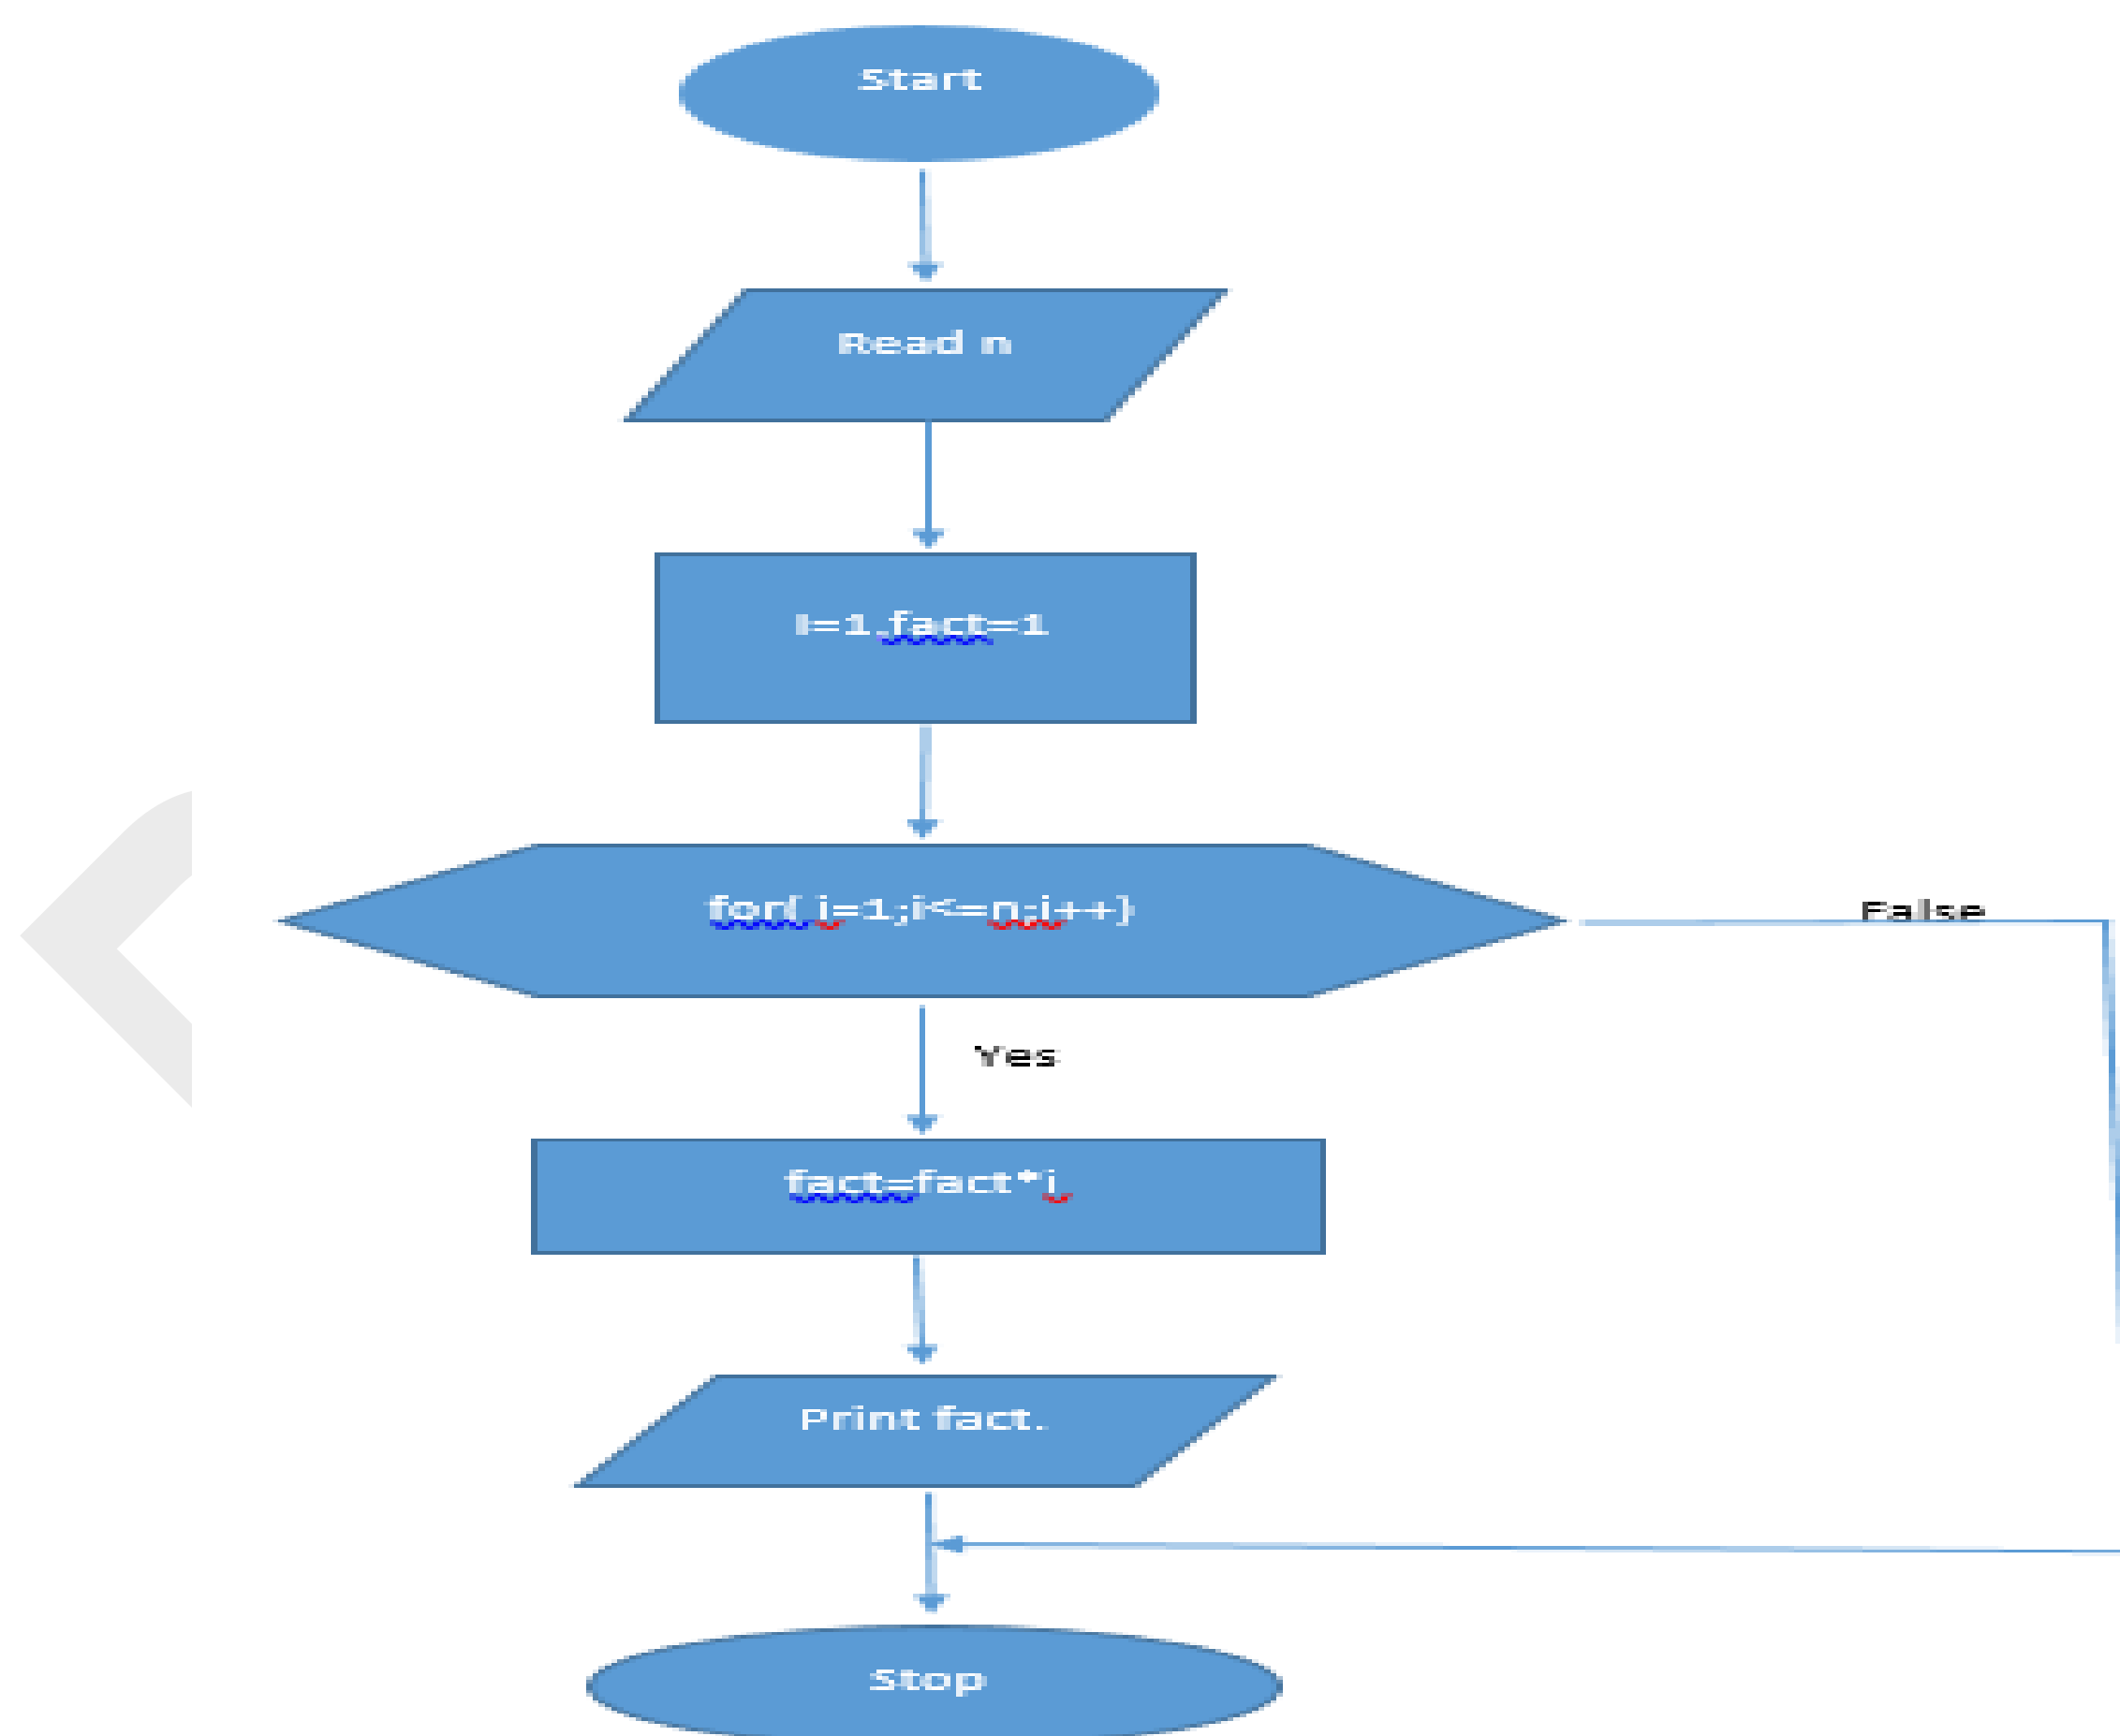 Start
Read n
I=1,fact=1
for( i=1;i<=n;i++)
False
Yes
fact=fact*i
Print fact.
Stop